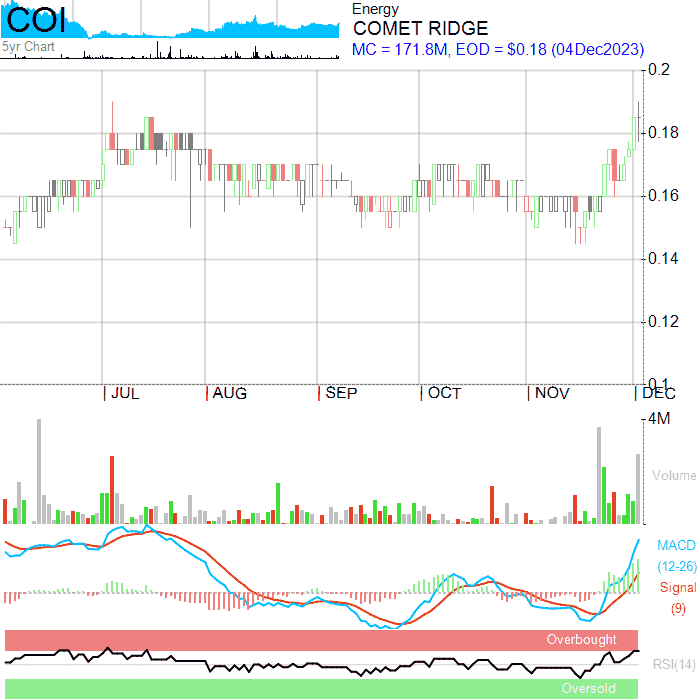 COI
5yr Chart
Energy
COMET RIDGE
MC = 171.8M, EOD = $0.18 (04Dec2023)
0.2
0.18
0.16
0.14
0.12
0.1
JUL AUG SEP OCT NOV DEC
4M
Volume
MACD
(12-26)
Signal
(9)
Overbought
RSI(14)
Oversold